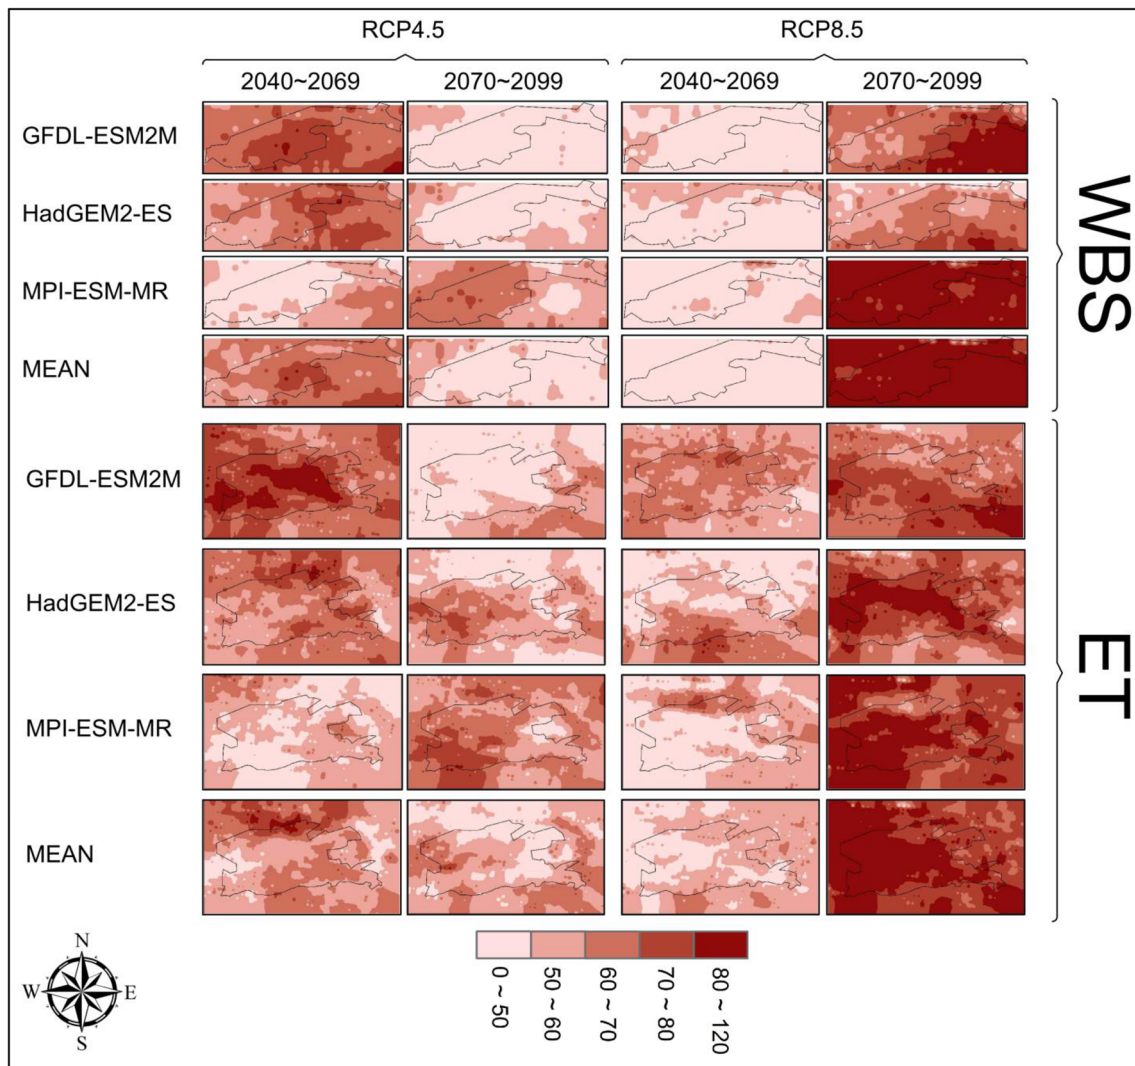 RCP4.5 RCP8.5
2040~2069 2070~2099 2040~2069 2070~2099
GFDL-ESM2M
HadGEM2-ES
MPI-ESM-MR
MEAN
WBS
GFDL-ESM2M
HadGEM2-ES
MPI-ESM-MR
MEAN
ET
N
W E
S
0 ~ 50
50 ~ 60
60 ~ 70
70 ~ 80
80 ~ 120